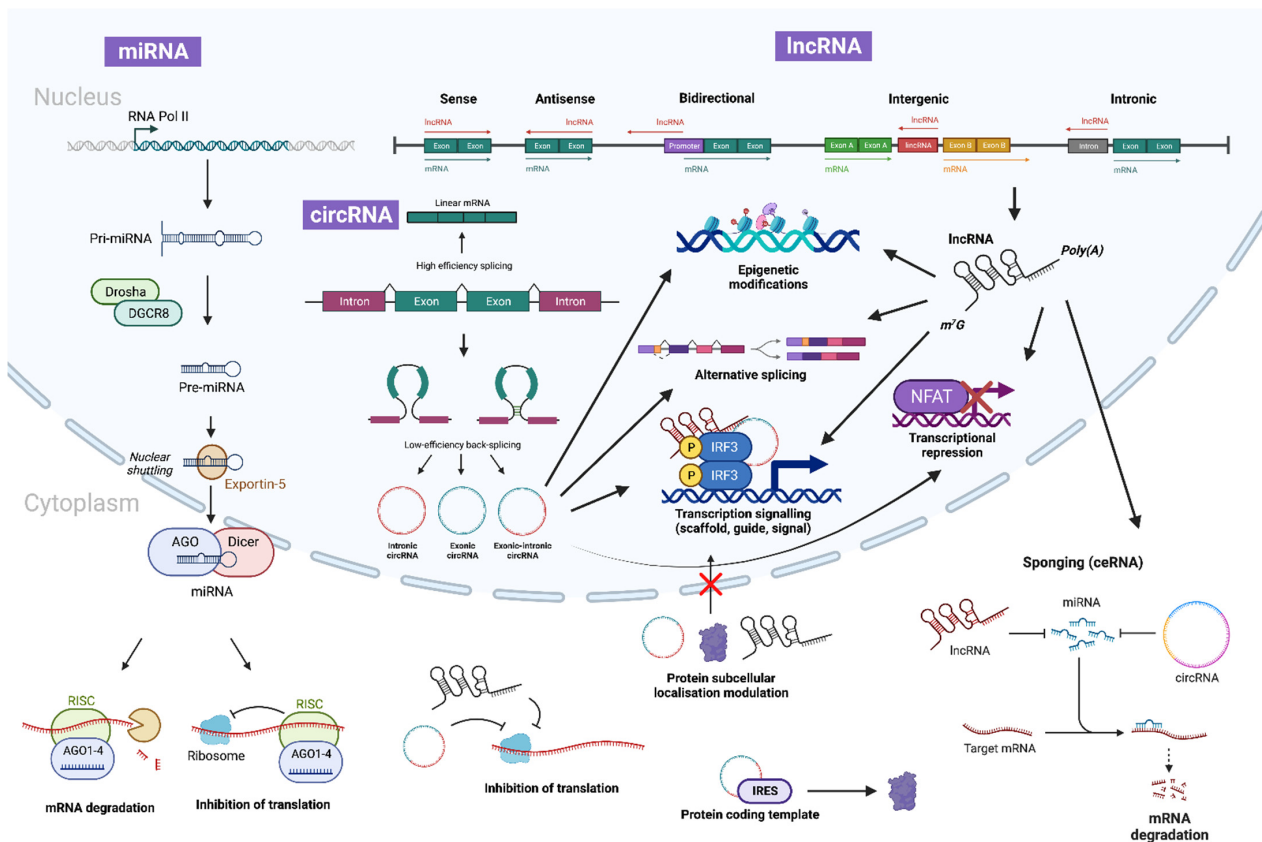 miRNA
lncRNA
Nucleus
RNA Pol II
Sense
Antisense
Bidirectional
Intergenic
Intronic
lncRNA
lncRNA
lncRNA
lncRNA
lncRNA
Exon Exon
Exon Exon
Promoter Exon Exon
Exon A Exon A lincRNA Exon B Exon B
Intron Exon Exon
mRNA
mRNA
mRNA
mRNA
mRNA
mRNA
circRNA
Linear mRNA
High efficiency splicing
Intron Exon Exon Intron
Low-efficiency back-splicing
Intronic
circRNA
Exonic
circRNA
Exonic-intronic
circRNA
Pri-miRNA
Drosha
DGCR8
Pre-miRNA
Nuclear
shuttling
Exportin-5
Cytoplasm
AGO
Dicer
miRNA
Epigenetic
modifications
lncRNA
Poly(A)
m7G
Alternative splicing
NFAT
Transcriptional
repression
P IRF3
P IRF3
Transcription signalling
(scaffold, guide, signal)
Protein subcellular
localisation modulation
Sponging (ceRNA)
miRNA
lncRNA
circRNA
Target mRNA
mRNA
degradation
RISC
AGO1-4
mRNA degradation
RISC
Ribosome
AGO1-4
Inhibition of translation
Inhibition of translation
IRES
Protein coding template